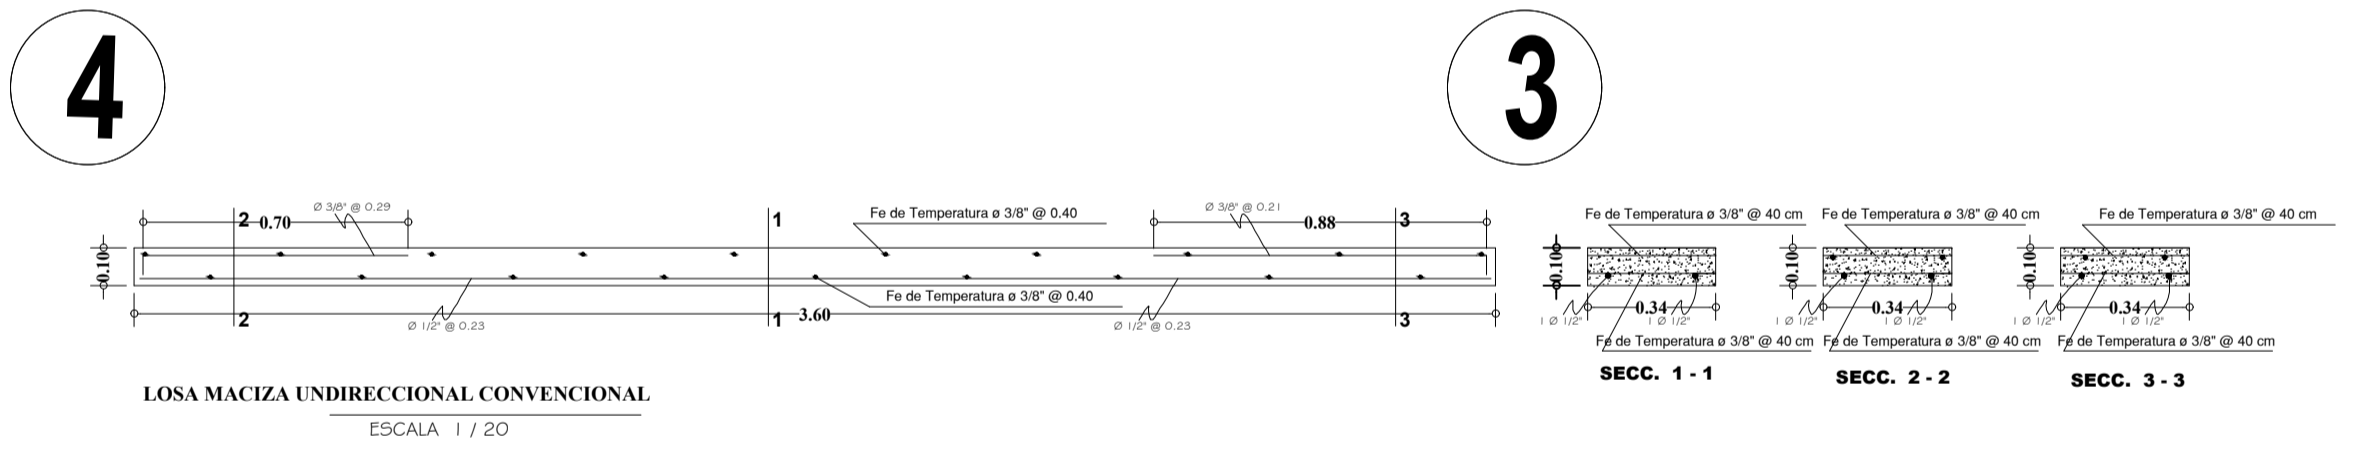 4
3
2 0.70
Ø 3/8" @ 0.29
1
Fe de Temperatura ø 3/8" @ 0.40
Ø 3/8" @ 0.21
0.88
3
0.10
Fe de Temperatura ø 3/8" @ 0.40
2
Ø 1/2" @ 0.23
1
3.60
Ø 1/2" @ 0.23
3
LOSA MACIZA UNDIRECCIONAL CONVENCIONAL
ESCALA 1 / 20
Fe de Temperatura ø 3/8" @ 40 cm
0.10
0.34
1 Ø 1/2"
1 Ø 1/2"
Fe de Temperatura ø 3/8" @ 40 cm
SECC. 1 - 1
Fe de Temperatura ø 3/8" @ 40 cm
0.10
0.34
1 Ø 1/2"
1 Ø 1/2"
Fe de Temperatura ø 3/8" @ 40 cm
SECC. 2 - 2
Fe de Temperatura ø 3/8" @ 40 cm
0.10
0.34
1 Ø 1/2"
1 Ø 1/2"
Fe de Temperatura ø 3/8" @ 40 cm
SECC. 3 - 3